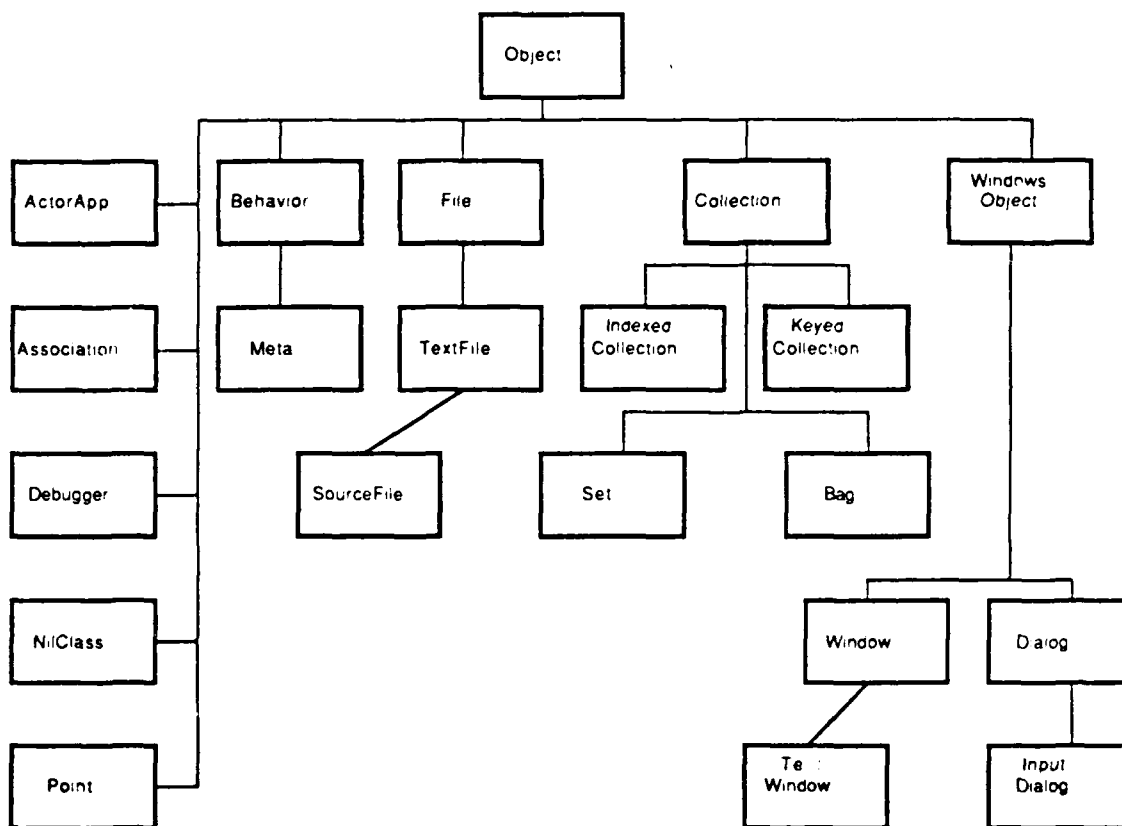 Object
ActorApp
Behavior
File
Collection
Windows
Object
Association
Meta
TextFile
Indexed
Collection
Keyed
Collection
Debugger
SourceFile
Set
Bag
NilClass
Window
Dialog
Point
Window
Input
Dialog